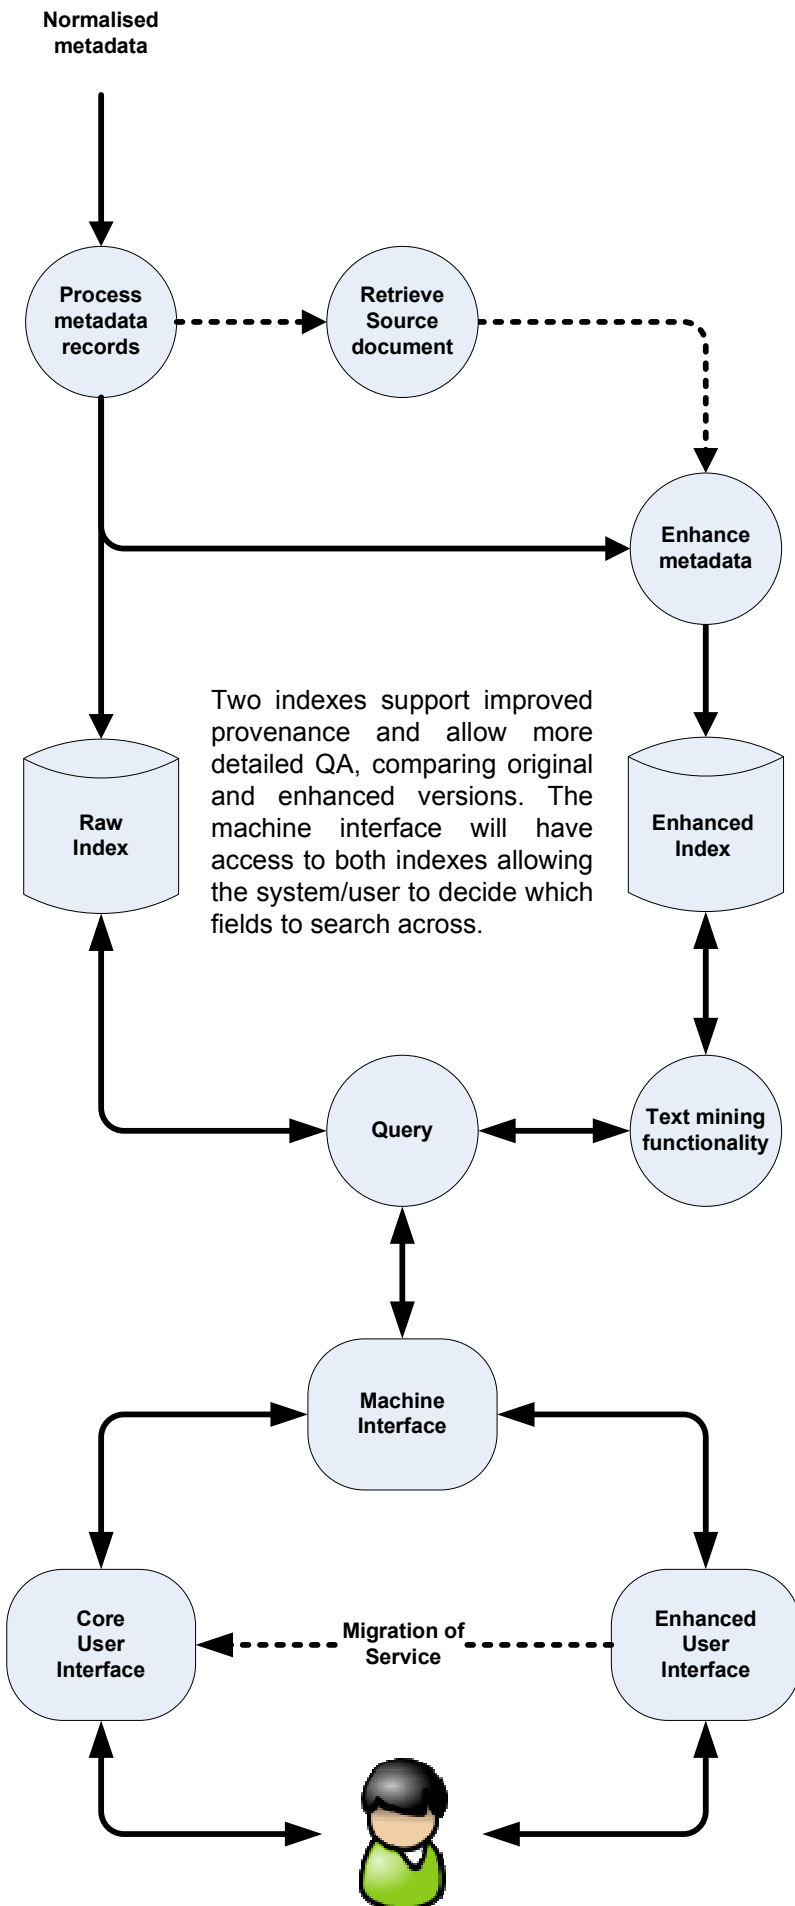 Normalised
metadata
Process
metadata
records
Retrieve
Source
document
Enhance
metadata
Two indexes support improved
provenance and allow more
detailed QA, comparing original
and enhanced versions. The
machine interface will have
access to both indexes allowing
the system/user to decide which
fields to search across.
Raw
Index
Enhanced
Index
Query
Text mining
functionality
Machine
Interface
Core
User
Interface
Migration of
Service
Enhanced
User
Interface